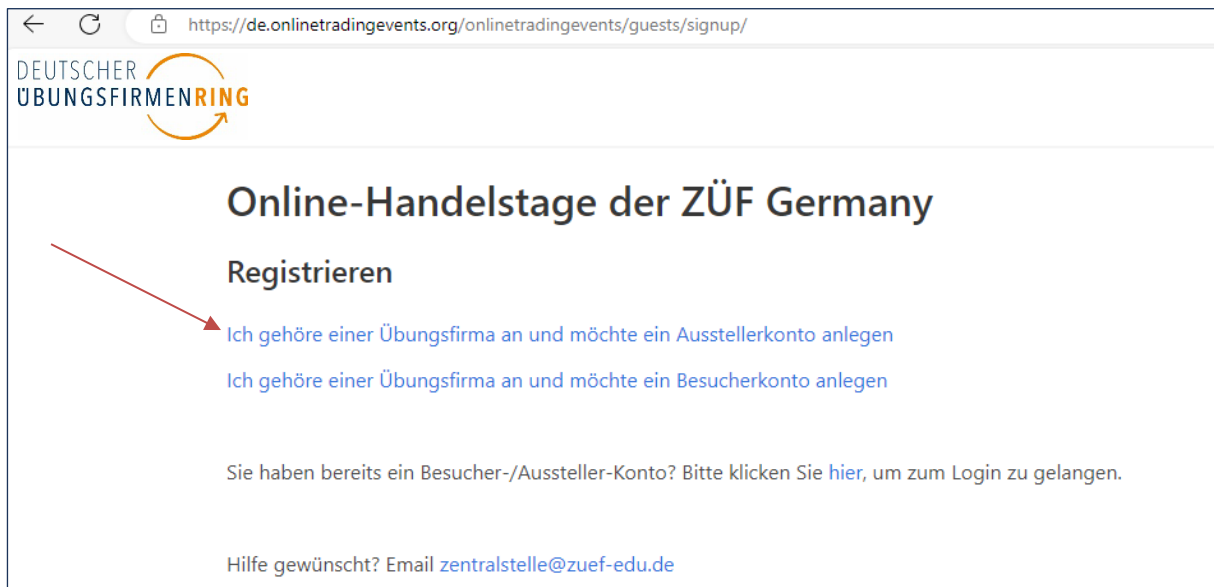 https://de.onlinetradingevents.org/onlinetradingevents/guests/signup/
DEUTSCHER
ÜBUNGSFIRMENRING
Online-Handelstage der ZÜF Germany
Registrieren
Ich gehöre einer Übungsfirma an und möchte ein Ausstellerkonto anlegen
Ich gehöre einer Übungsfirma an und möchte ein Besucherkonto anlegen
Sie haben bereits ein Besucher-/Aussteller-Konto? Bitte klicken Sie hier, um zum Login zu gelangen.
Hilfe gewünscht? Email zentralstelle@zuef-edu.de